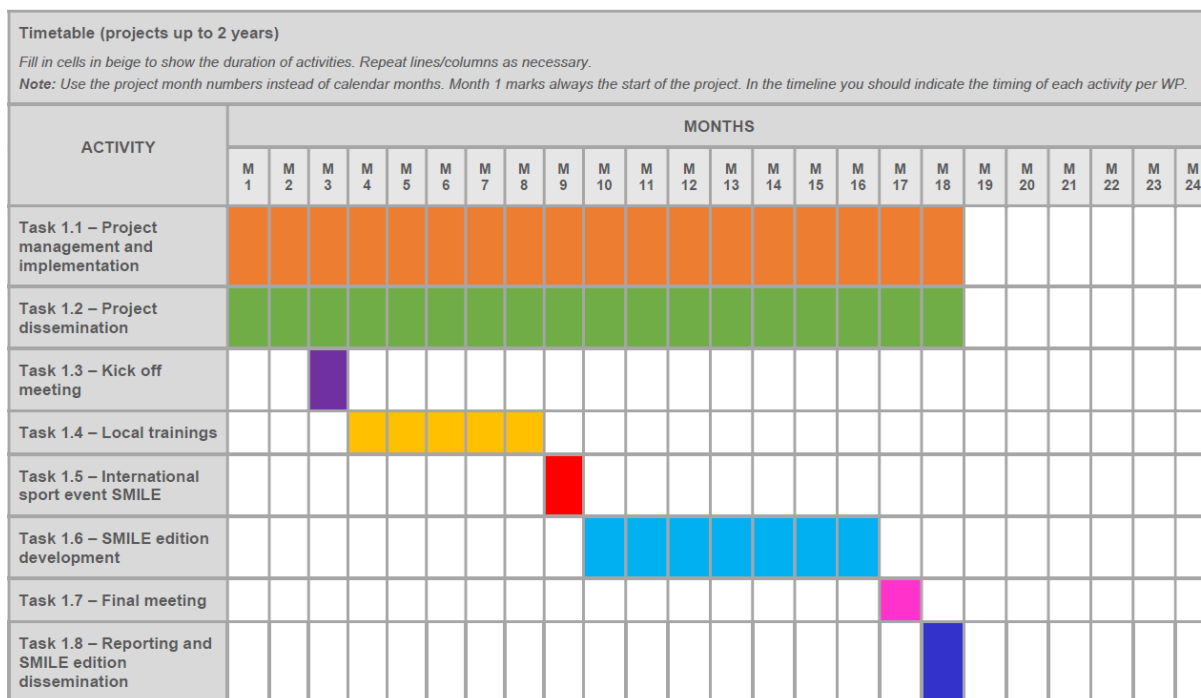 Timetable (projects up to 2 years)
Fill in cells in beige to show the duration of activities. Repeat lines/columns as necessary.
Note: Use the project month numbers instead of calendar months. Month 1 marks always the start of the project. In the timeline you should indicate the timing of each activity per WP.
ACTIVITY
MONTHS
M 1
M 2
M 3
M 4
M 5
M 6
M 7
M 8
M 9
M 10
M 11
M 12
M 13
M 14
M 15
M 16
M 17
M 18
M 19
M 20
M 21
M 22
M 23
M 24
Task 1.1 – Project
management and
implementation
Task 1.2 – Project
dissemination
Task 1.3 – Kick off
meeting
Task 1.4 – Local trainings
Task 1.5 – International
sport event SMILE
Task 1.6 – SMILE edition
development
Task 1.7 – Final meeting
Task 1.8 – Reporting and
SMILE edition
dissemination